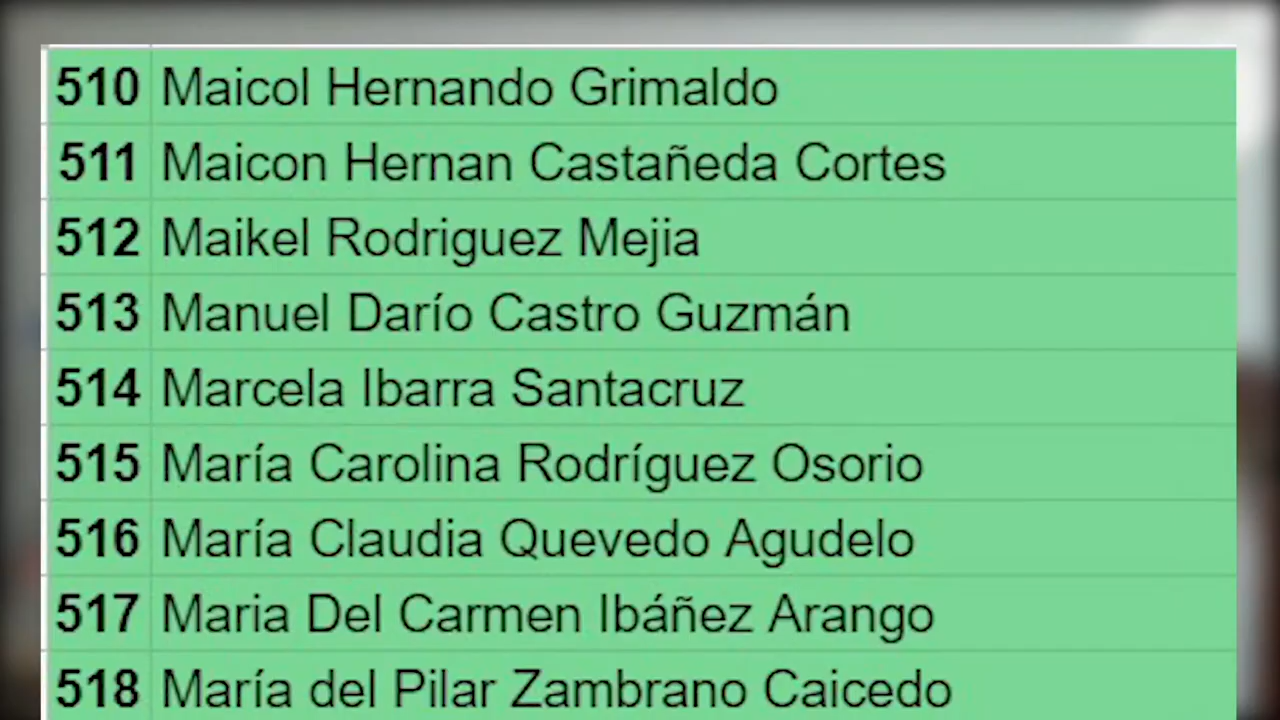 510 Maicol Hernando Grimaldo
511 Maicon Hernan Castañeda Cortes
512 Maikel Rodriguez Mejia
513 Manuel Darío Castro Guzmán
514 Marcela Ibarra Santacruz
515 María Carolina Rodríguez Osorio
516 María Claudia Quevedo Agudelo
517 Maria Del Carmen Ibáñez Arango
518 María del Pilar Zambrano Caicedo